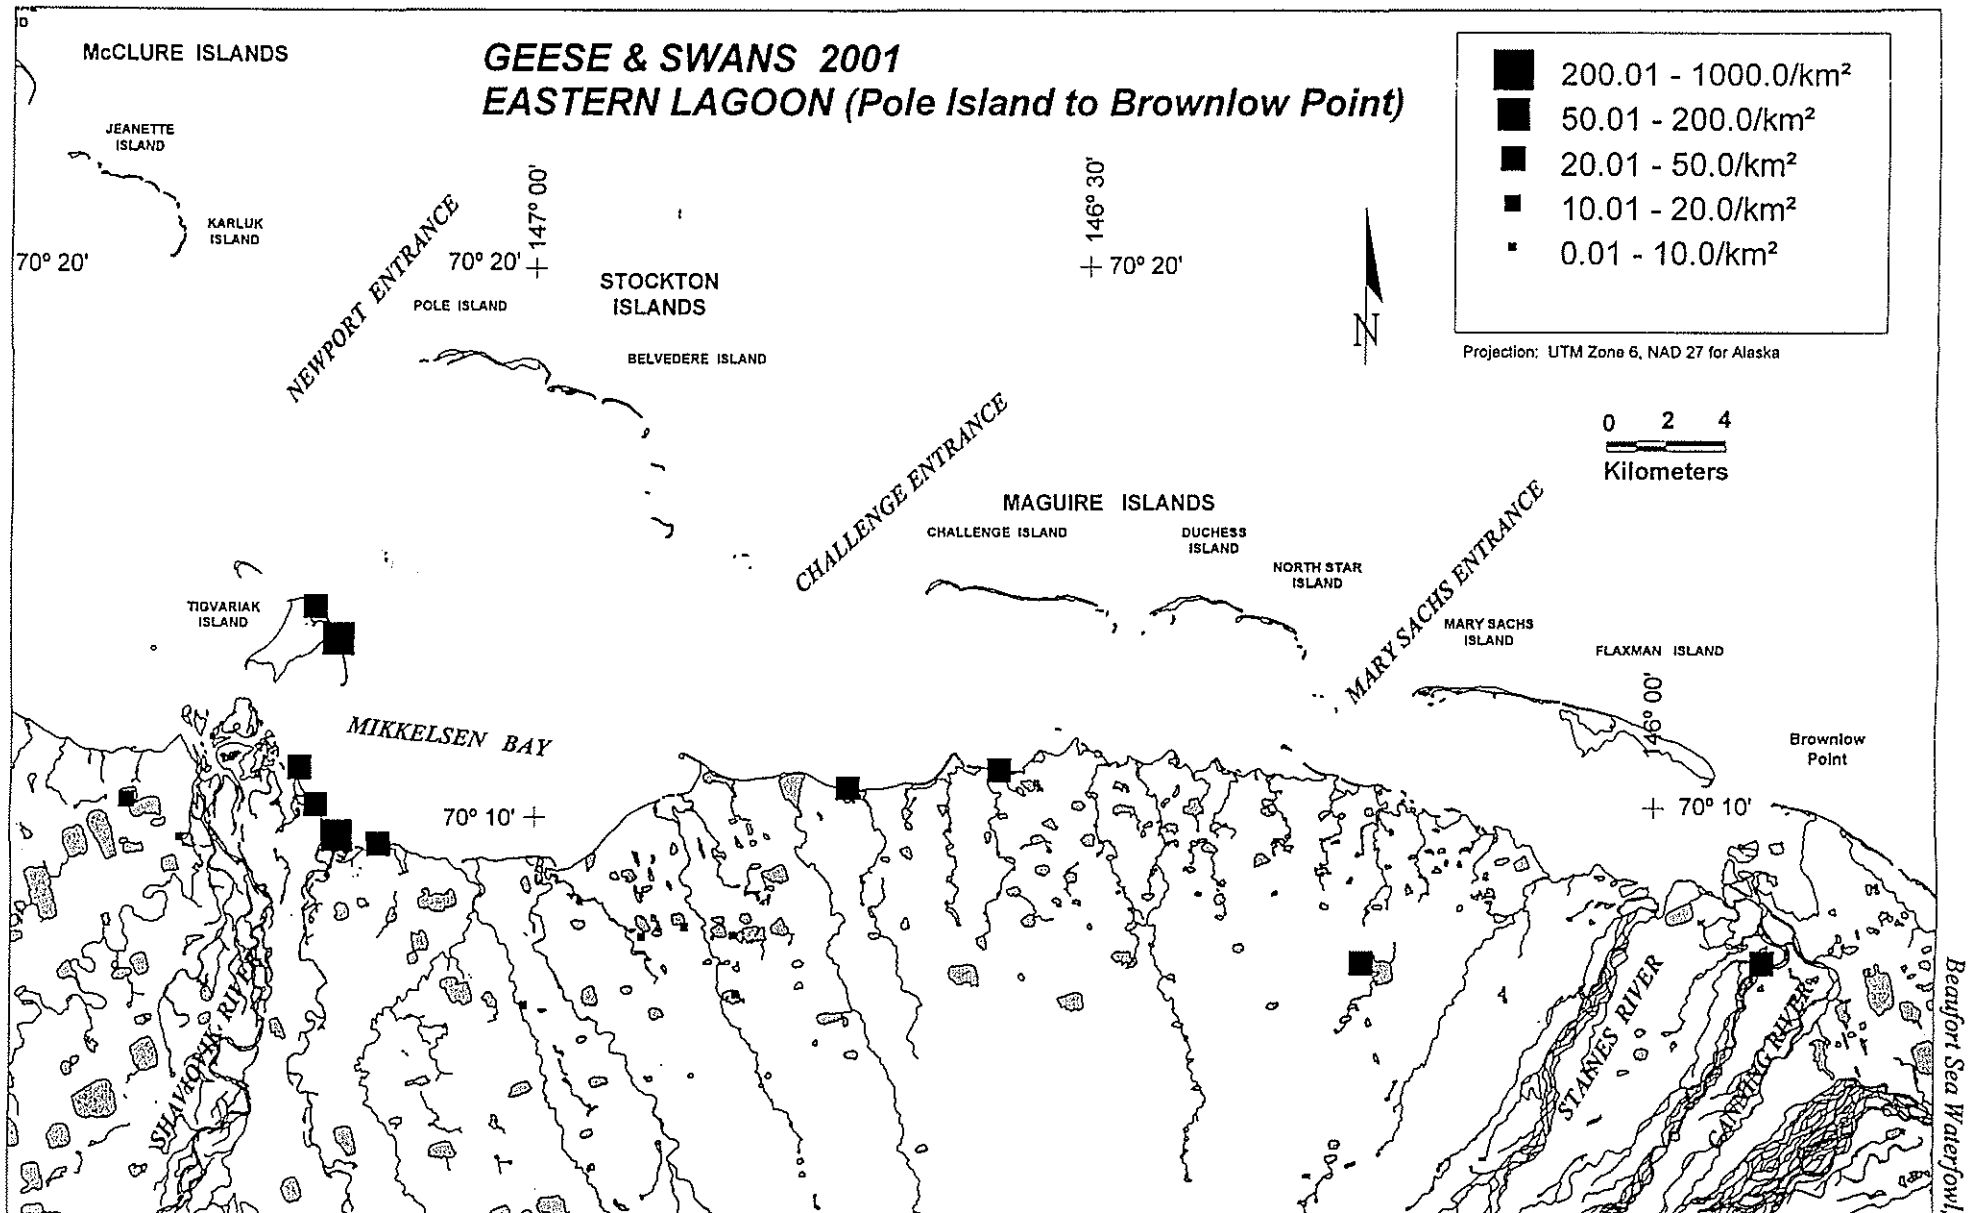 McCLURE ISLANDS
GEESE & SWANS 2001
EASTERN LAGOON (Pole Island to Brownlow Point)
200.01 - 1000.0/km²
50.01 - 200.0/km²
20.01 - 50.0/km²
10.01 - 20.0/km²
0.01 - 10.0/km²
Projection: UTM Zone 6, NAD 27 for Alaska
JEANETTE
ISLAND
KARLUK
ISLAND
70° 20'
NEWPORT ENTRANCE
147° 00'
70° 20'
146° 30'
70° 20'
N
STOCKTON
ISLANDS
POLE ISLAND
BELVEDERE ISLAND
0 2 4
Kilometers
CHALLENGE ENTRANCE
MAGUIRE ISLANDS
CHALLENGE ISLAND
DUCHESS
ISLAND
NORTH STAR
ISLAND
MARY SACHS ENTRANCE
MARY SACHS
ISLAND
FLAXMAN ISLAND
146° 00'
TIGVARIAK
ISLAND
MIKKELSEN BAY
Brownlow
Point
70° 10'
70° 10'
SHAVIOVIK RIVER
STAINES RIVER
CANNING RIVER
Beaufort Sea Waterfowl,